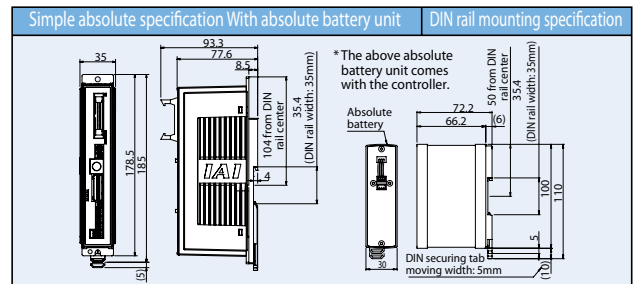 Simple absolute specification With absolute battery unit
DIN rail mounting specification
35
178.5
185
(5)
93.3
77.6
8.5
104 from DIN
rail center
35.4
(DIN rail width: 35mm)
4
IAI
* The above absolute
battery unit comes
with the controller.
Absolute
battery
30
72.2
66.2
(6)
50 from DIN
rail center
35.4
(DIN rail width: 35mm)
100
110
5
(10)
DIN securing tab
moving width: 5mm